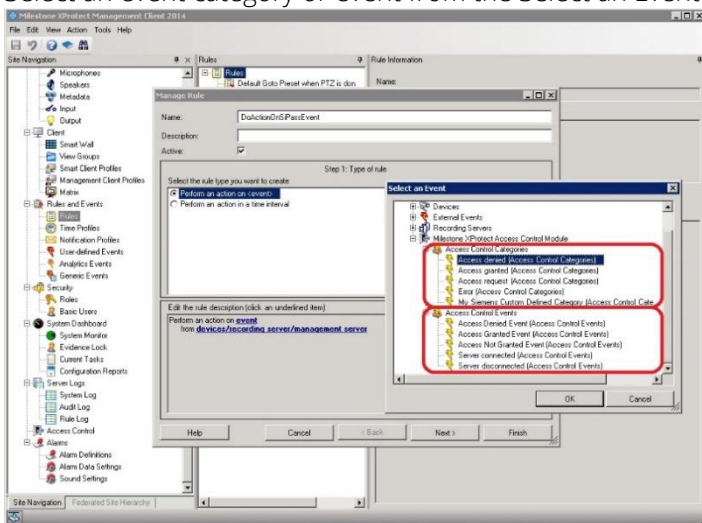 Select an Event category or event from the Select an Event
Milestone XProtect Management Client 2014
File Edit View Action Tools Help
Site Navigation
Microphones
Speakers
Metadata
Input
Output
Client
Smart Wall
View Groups
Smart Client Profiles
Management Client Profiles
Matrix
Rules and Events
Rules
Time Profiles
Notification Profiles
User-defined Events
Analytics Events
Generic Events
Security
Roles
Basic Users
System Dashboard
System Monitor
Evidence Lock
Current Tasks
Configuration Reports
Server Logs
System Log
Audit Log
Rule Log
Access Control
Alarms
Alarm Definitions
Alarm Data Settings
Sound Settings
Site Navigation Federated Site Hierarchy
Rules
Rules
Default Goto Preset when PTZ is don
Rule Information
Name:
Manage Rule
Name: DoActionOnSiPassEvent
Description:
Active:
Step 1: Type of rule
Select the rule type you want to create
Perform an action on <event>
Perform an action in a time interval
Edit the rule description (click an underlined item)
Perform an action on event
from devices/recording server/management server
Help Cancel < Back Next > Finish
Select an Event
Devices
External Events
Recording Servers
Milestone XProtect Access Control Module
Access Control Categories
Access denied (Access Control Categories)
Access granted (Access Control Categories)
Access request (Access Control Categories)
Error (Access Control Categories)
My Siemens Custom Defined Category (Access Control Cate
Access Control Events
Access Denied Event (Access Control Events)
Access Granted Event (Access Control Events)
Access Not Granted Event (Access Control Events)
Server connected (Access Control Events)
Server disconnected (Access Control Events)
OK Cancel